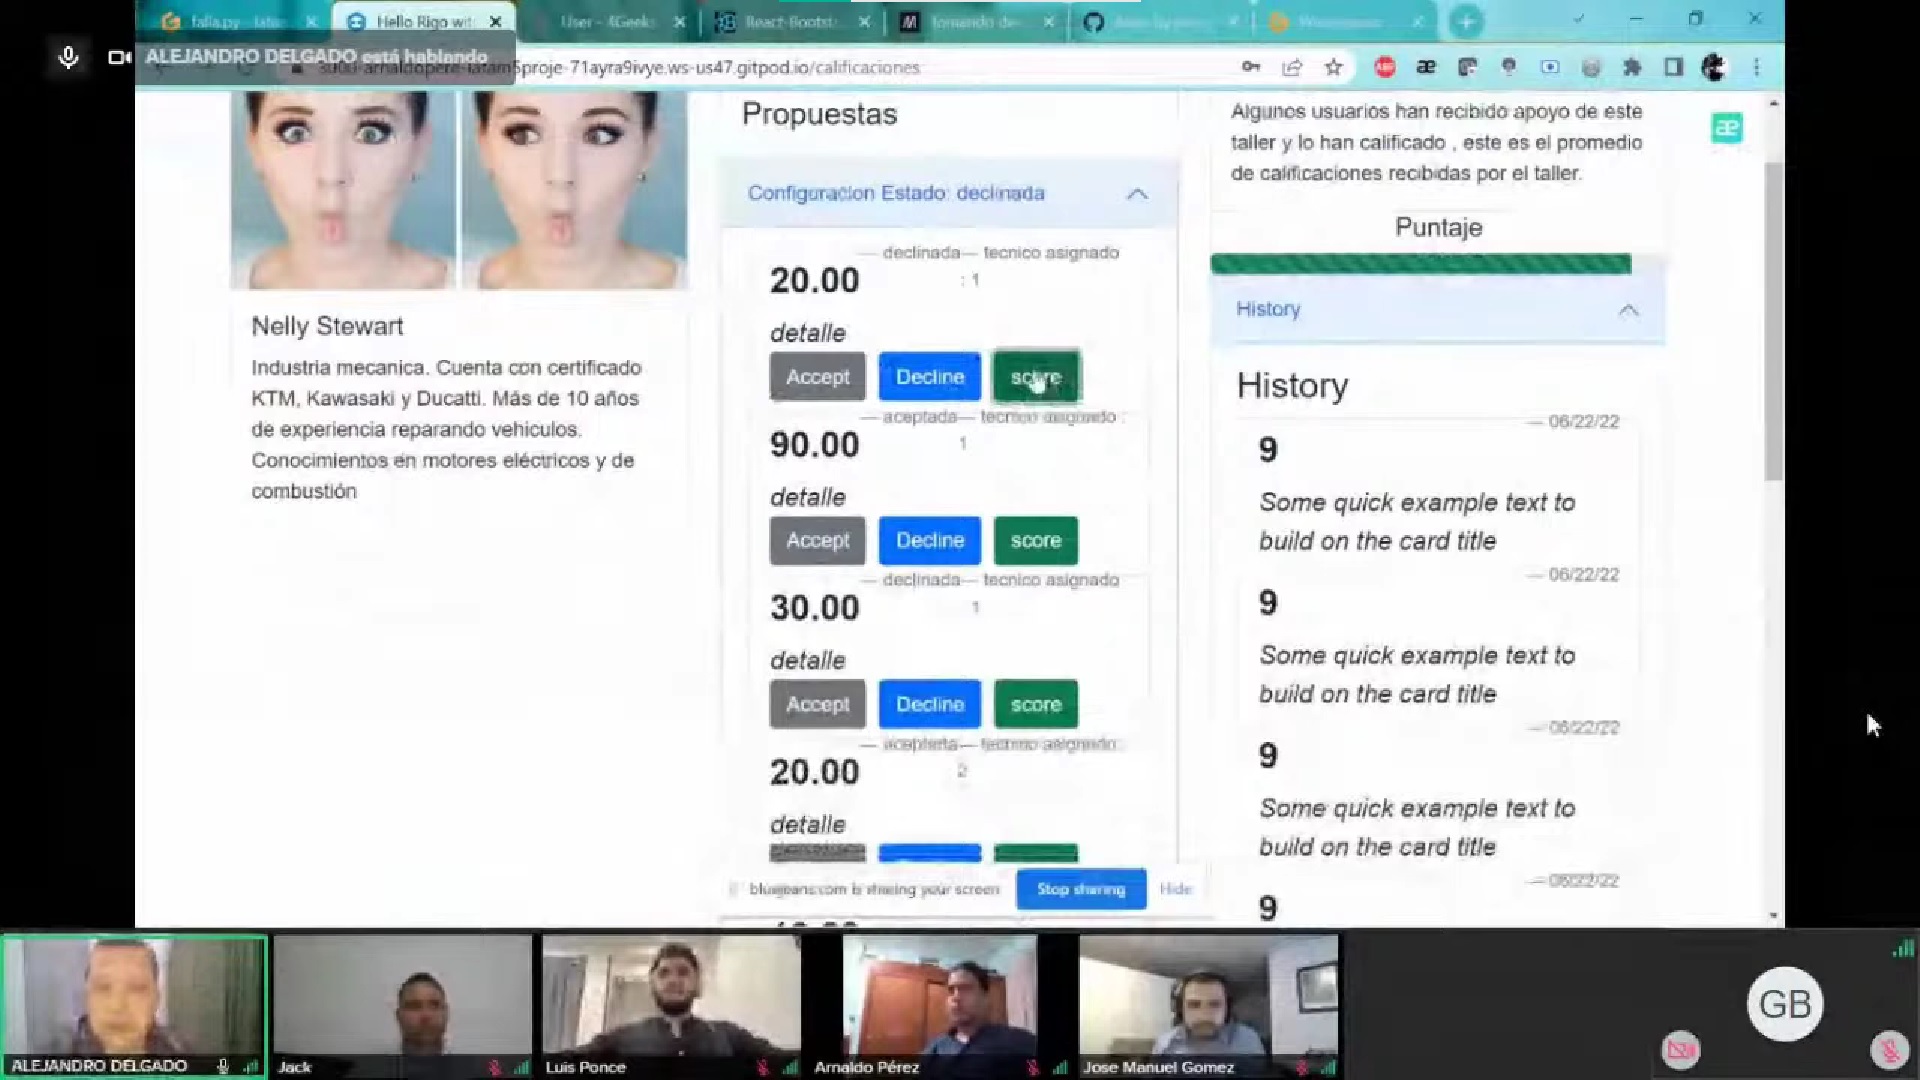 falla.py - latam
Hello Rigo wit
User - 4Geeks
React-Bootst
M
tomando de
ALEJANDRO DELGADO está hablando
3000-arnaldopere-latam5proje-71ayra9ivye.ws-us47.gitpod.io/calificaciones
ABP
æ
æ
Nelly Stewart
Industria mecanica. Cuenta con certificado
KTM, Kawasaki y Ducatti. Más de 10 años
de experiencia reparando vehiculos.
Conocimientos en motores eléctricos y de
combustión
Propuestas
Configuracion Estado: declinada
— declinada— tecnico asignado
20.00
: 1
detalle
Accept
Decline
score
— aceptada— tecnico asignado :
90.00
1
detalle
Accept
Decline
score
— declinada— tecnico asignado
30.00
1
detalle
Accept
Decline
score
— aceptada— tecnico asignado:
20.00
2
detalle
bluejeans.com is sharing your screen
Stop sharing
Hide
Algunos usuarios han recibido apoyo de este
taller y lo han calificado , este es el promedio
de calificaciones recibidas por el taller.
Puntaje
History
History
— 06/22/22
9
Some quick example text to
build on the card title
— 06/22/22
9
Some quick example text to
build on the card title
— 06/22/22
9
Some quick example text to
build on the card title
— 06/22/22
9
ALEJANDRO DELGADO
Jack
Luis Ponce
Arnaldo Pérez
Jose Manuel Gomez
GB